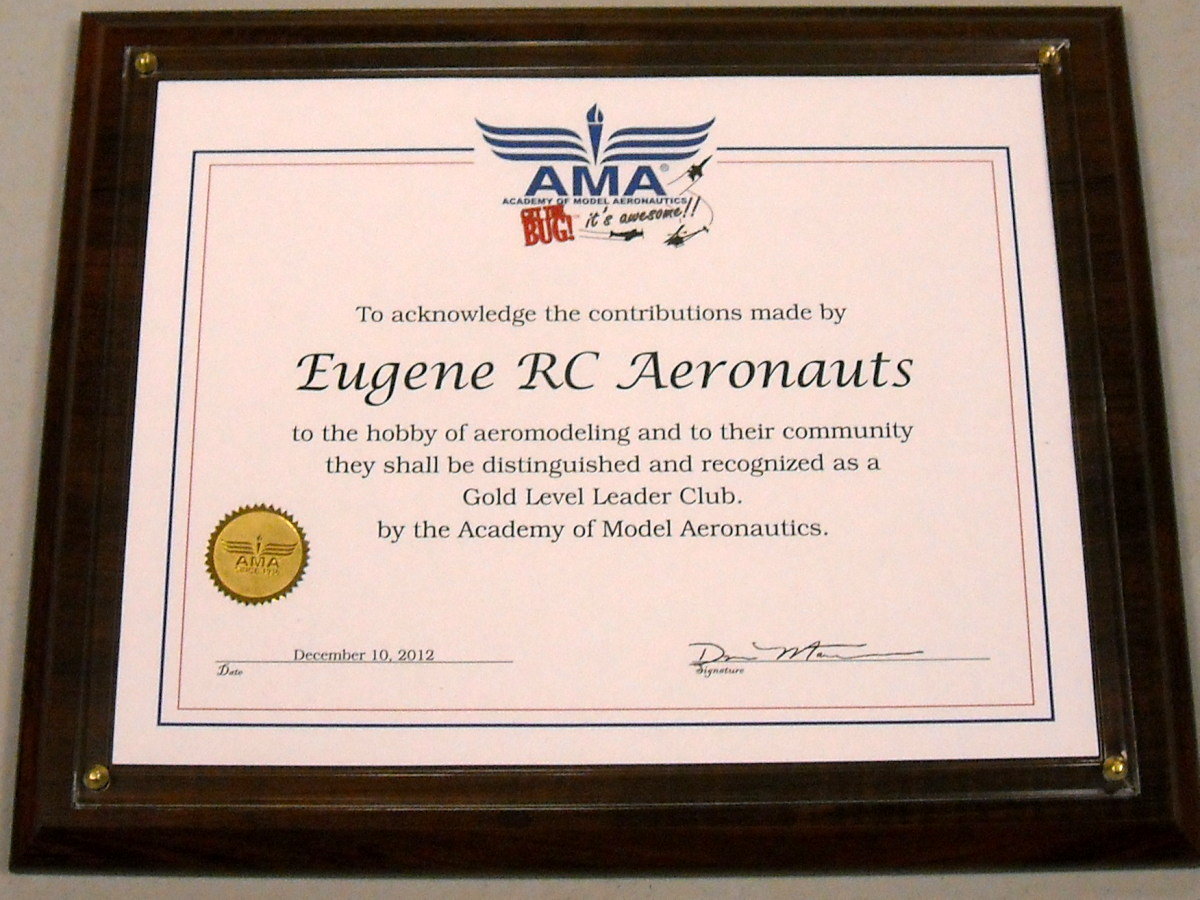 AMA®
ACADEMY OF MODEL AERONAUTICS
GET THE BUG! it's awesome!!
To acknowledge the contributions made by
Eugene RC Aeronauts
to the hobby of aeromodeling and to their community
they shall be distinguished and recognized as a
Gold Level Leader Club.
by the Academy of Model Aeronautics.
AMA
December 10, 2012
Date
Signature